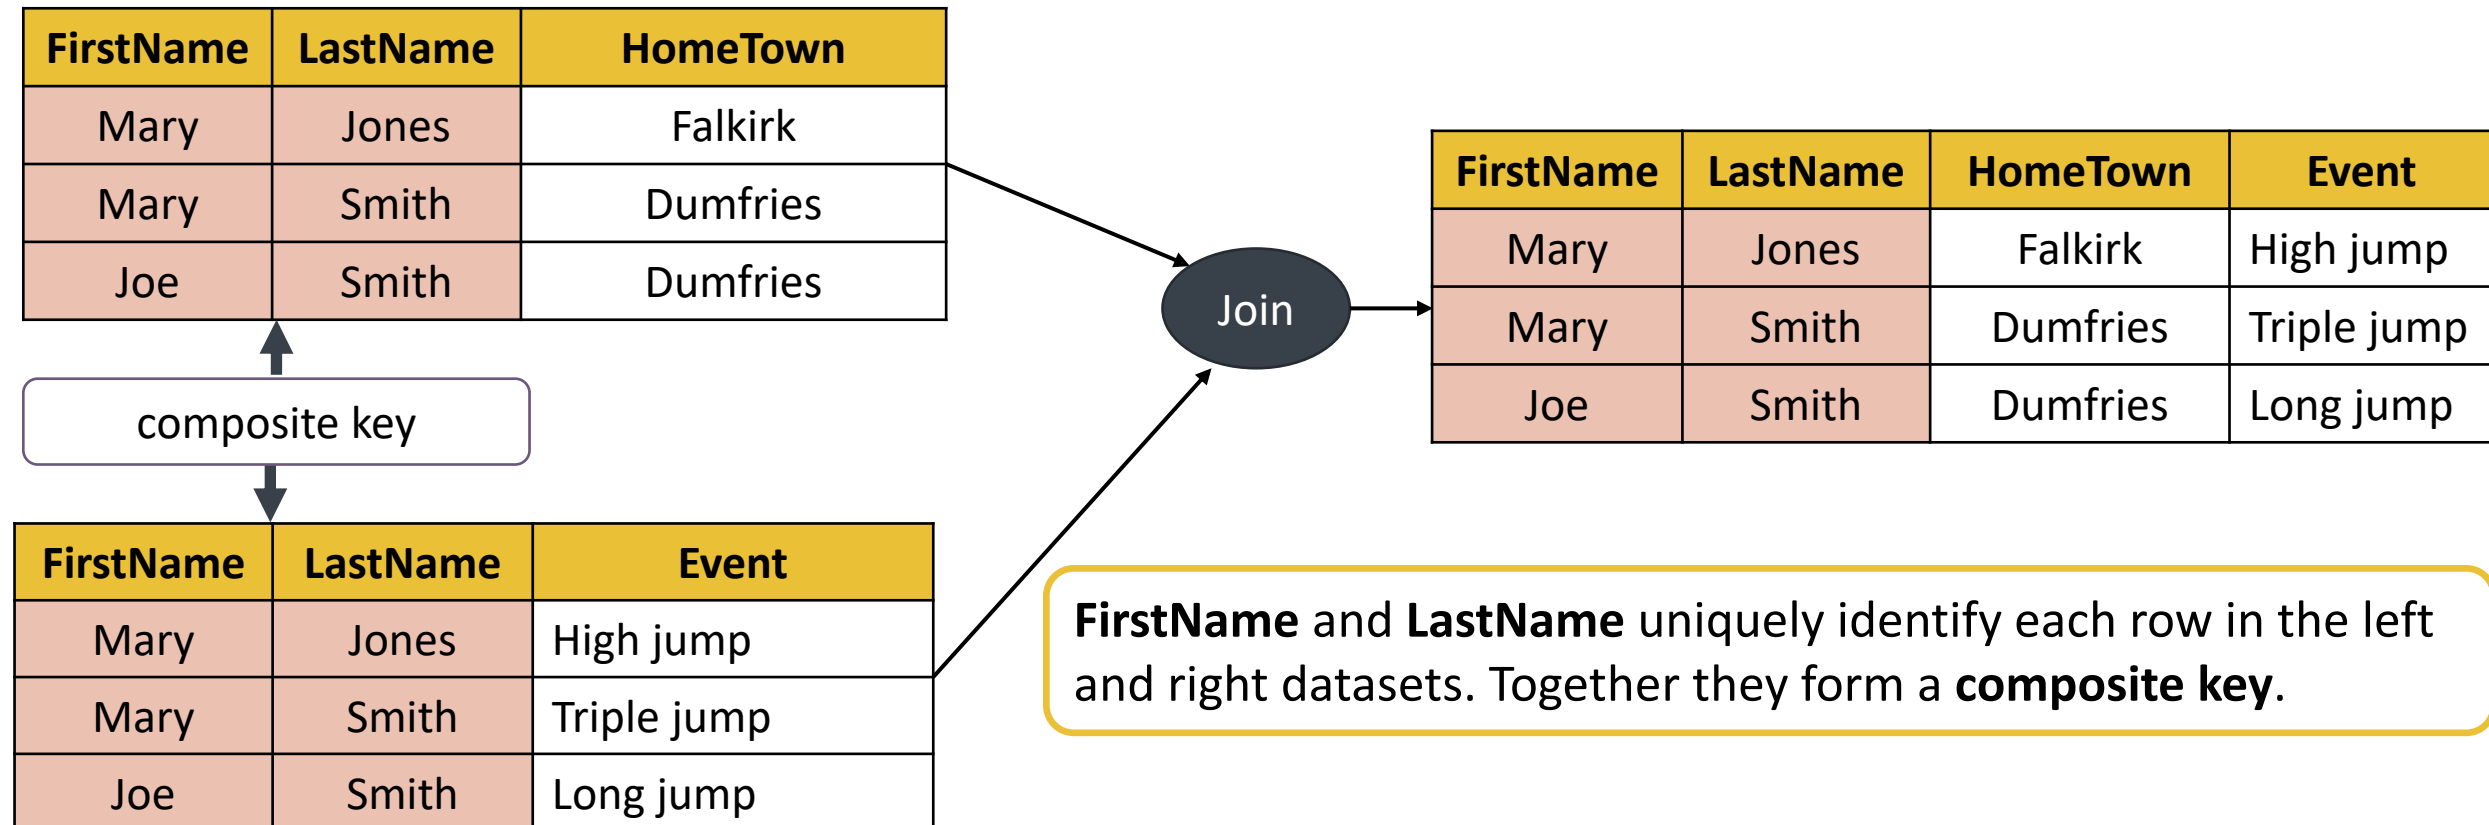 FirstName LastName HomeTown
Mary Jones Falkirk
Mary Smith Dumfries
Joe Smith Dumfries
composite key
FirstName LastName Event
Mary Jones High jump
Mary Smith Triple jump
Joe Smith Long jump
Join
FirstName LastName HomeTown Event
Mary Jones Falkirk High jump
Mary Smith Dumfries Triple jump
Joe Smith Dumfries Long jump
FirstName and LastName uniquely identify each row in the left
and right datasets. Together they form a composite key.